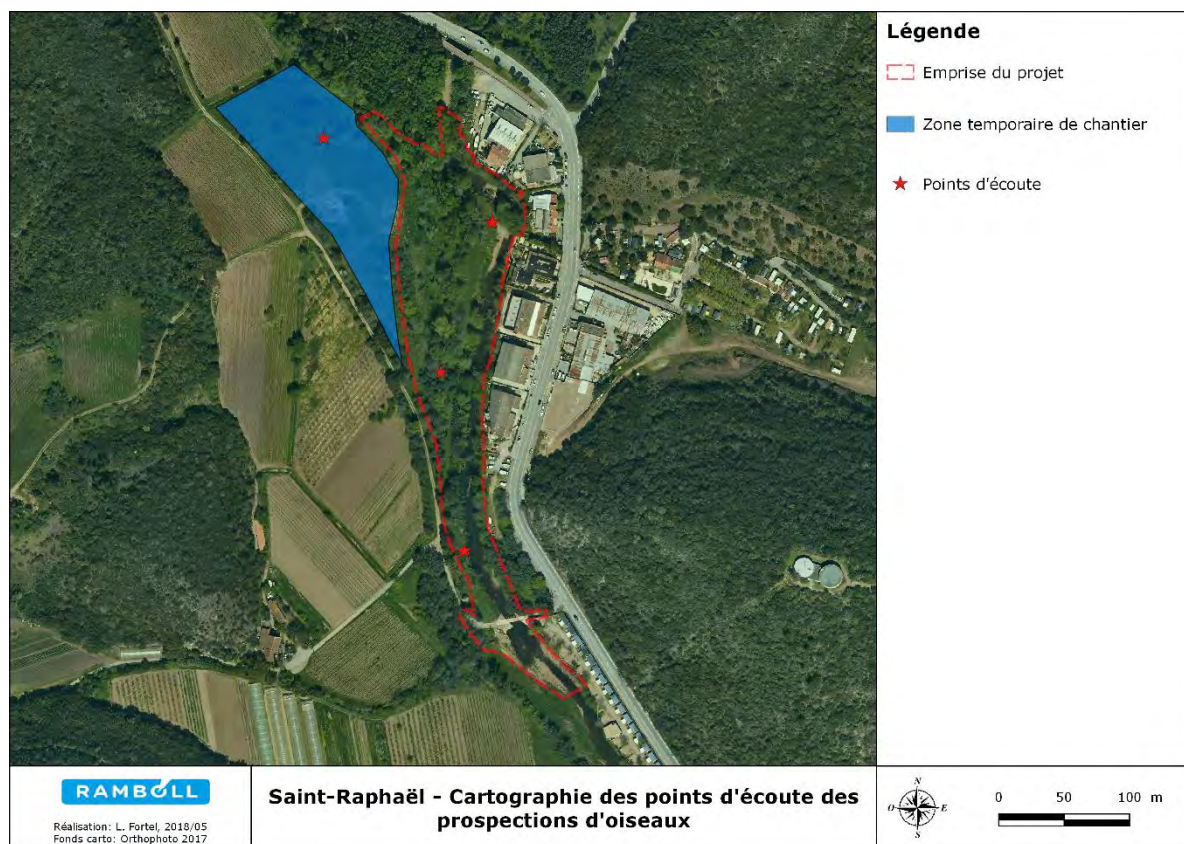 Légende
Emprise du projet
Zone temporaire de chantier
Points d'écoute
RAMBOLL
Réalisation: L. Fortel, 2018/05
Fonds carto: Orthophoto 2017
Saint-Raphaël - Cartographie des points d'écoute des
prospections d'oiseaux
N
O
E
S
0 50 100 m